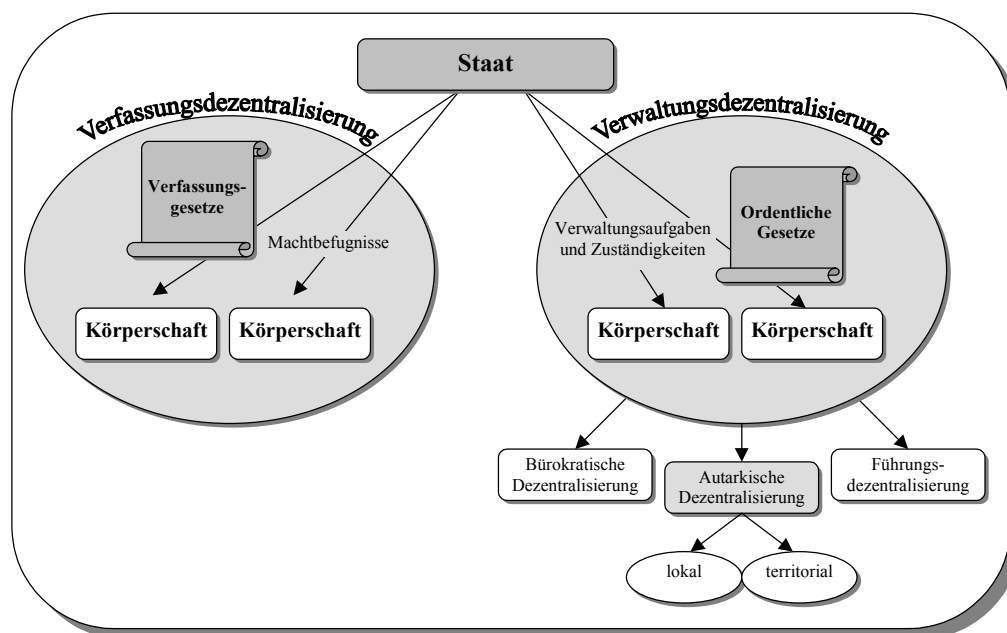 Staat
Verfassungsdezentralisierung
Verfassungs-
gesetze
Machtbefugnisse
Körperschaft
Körperschaft
Verwaltungsdezentralisierung
Ordentliche
Gesetze
Verwaltungsaufgaben
und Zuständigkeiten
Körperschaft
Körperschaft
Bürokratische
Dezentralisierung
Autarkische
Dezentralisierung
Führungs-
dezentralisierung
lokal
territorial